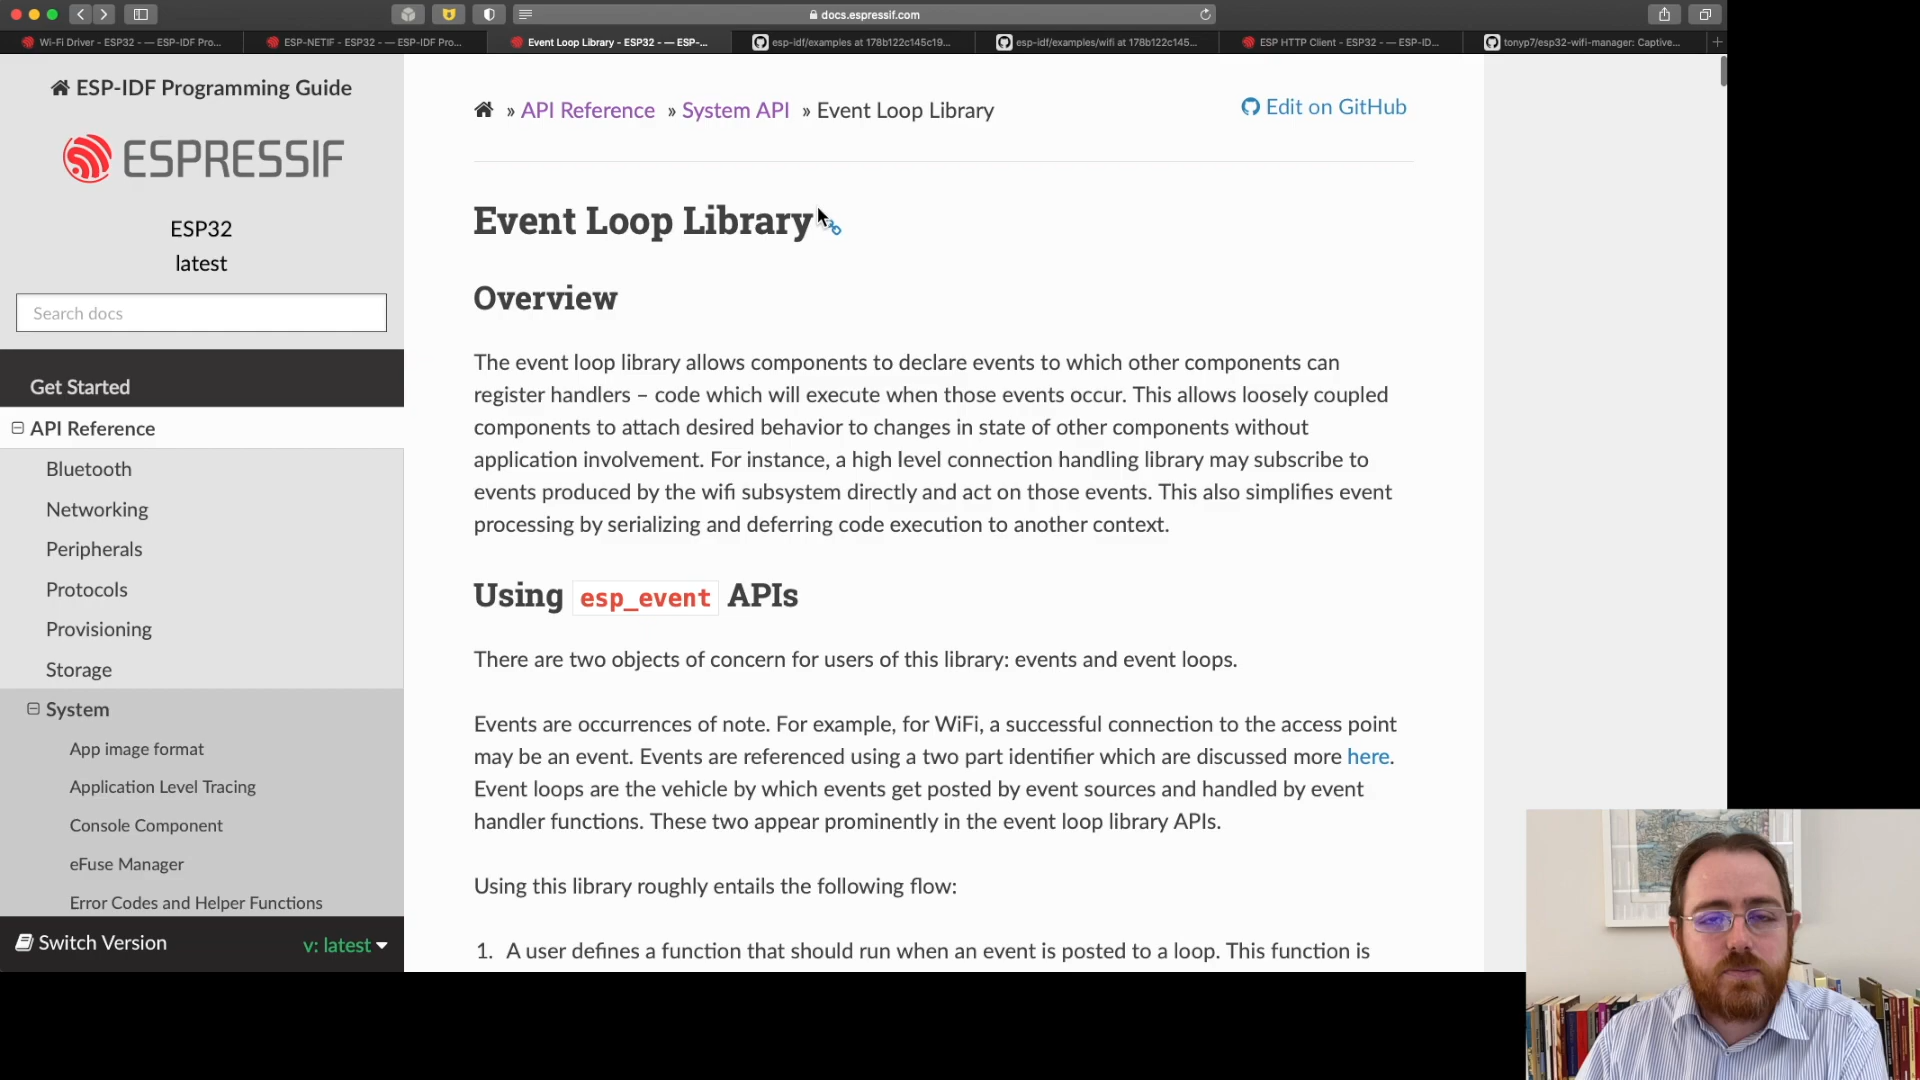 docs.espressif.com
Wi-Fi Driver - ESP32 - — ESP-IDF Pro...
ESP-NETIF - ESP32 - — ESP-IDF Pro...
Event Loop Library - ESP32 - — ESP-...
esp-idf/examples at 178b122c145c19...
esp-idf/examples/wifi at 178b122c145...
ESP HTTP Client - ESP32 - — ESP-ID...
tonyp7/esp32-wifi-manager: Captive...
ESP-IDF Programming Guide
ESPRESSIF
ESP32
latest
Search docs
Get Started
API Reference
Bluetooth
Networking
Peripherals
Protocols
Provisioning
Storage
System
App image format
Application Level Tracing
Console Component
eFuse Manager
Error Codes and Helper Functions
Switch Version v: latest
» API Reference » System API » Event Loop Library
Edit on GitHub
Event Loop Library
Overview
The event loop library allows components to declare events to which other components can
register handlers – code which will execute when those events occur. This allows loosely coupled
components to attach desired behavior to changes in state of other components without
application involvement. For instance, a high level connection handling library may subscribe to
events produced by the wifi subsystem directly and act on those events. This also simplifies event
processing by serializing and deferring code execution to another context.
Using esp_event APIs
There are two objects of concern for users of this library: events and event loops.
Events are occurrences of note. For example, for WiFi, a successful connection to the access point
may be an event. Events are referenced using a two part identifier which are discussed more here.
Event loops are the vehicle by which events get posted by event sources and handled by event
handler functions. These two appear prominently in the event loop library APIs.
Using this library roughly entails the following flow:
1. A user defines a function that should run when an event is posted to a loop. This function is